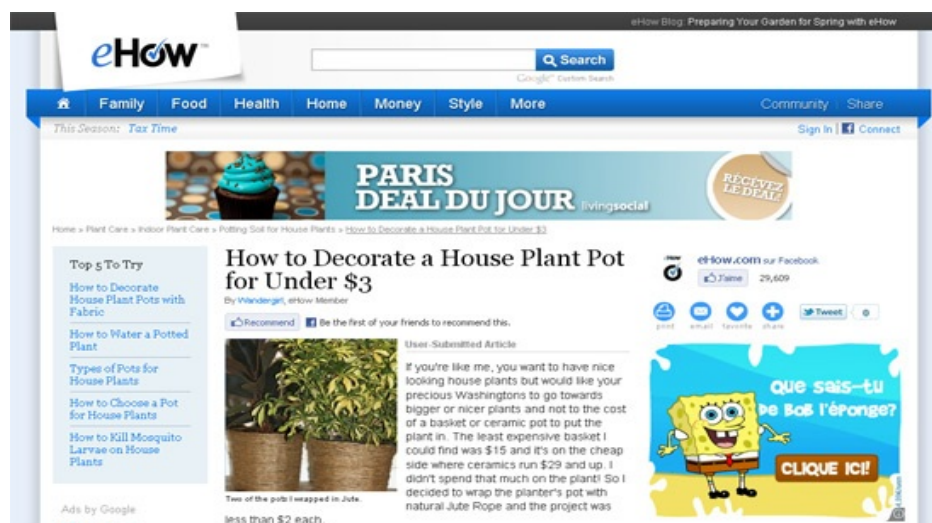 eHow Blog: Preparing Your Garden for Spring with eHow
eHow™
Search
Google™ Custom Search
Family Food Health Home Money Style More Community Share
This Season: Tax Time
Sign In | Connect
PARIS
DEAL DU JOUR livingsocial
RECEVEZ
LE DEAL!
Home » Plant Care » Indoor Plant Care » Potting Soil for House Plants » How to Decorate a House Plant Pot for Under $3
Top 5 To Try
How to Decorate
House Plant Pots with
Fabric
How to Water a Potted
Plant
Types of Pots for
House Plants
How to Choose a Pot
for House Plants
How to Kill Mosquito
Larvae on House
Plants
Ads by Google
How to Decorate a House Plant Pot
for Under $3
By Wandergirl, eHow Member
Recommend Be the first of your friends to recommend this.
User-Submitted Article
If you're like me, you want to have nice
looking house plants but would like your
precious Washingtons to go towards
bigger or nicer plants and not to the cost
of a basket or ceramic pot to put the
plant in. The least expensive basket I
could find was $15 and it's on the cheap
side where ceramics run $29 and up. I
didn't spend that much on the plant! So I
decided to wrap the planter's pot with
natural Jute Rope and the project was
less than $2 each.
Two of the pots I wrapped in Jute.
eHow.com sur Facebook
J'aime 29,609
print email favorite share Tweet 0
Que sais-tu
de Bob l'éponge?
CLIQUE ICI!